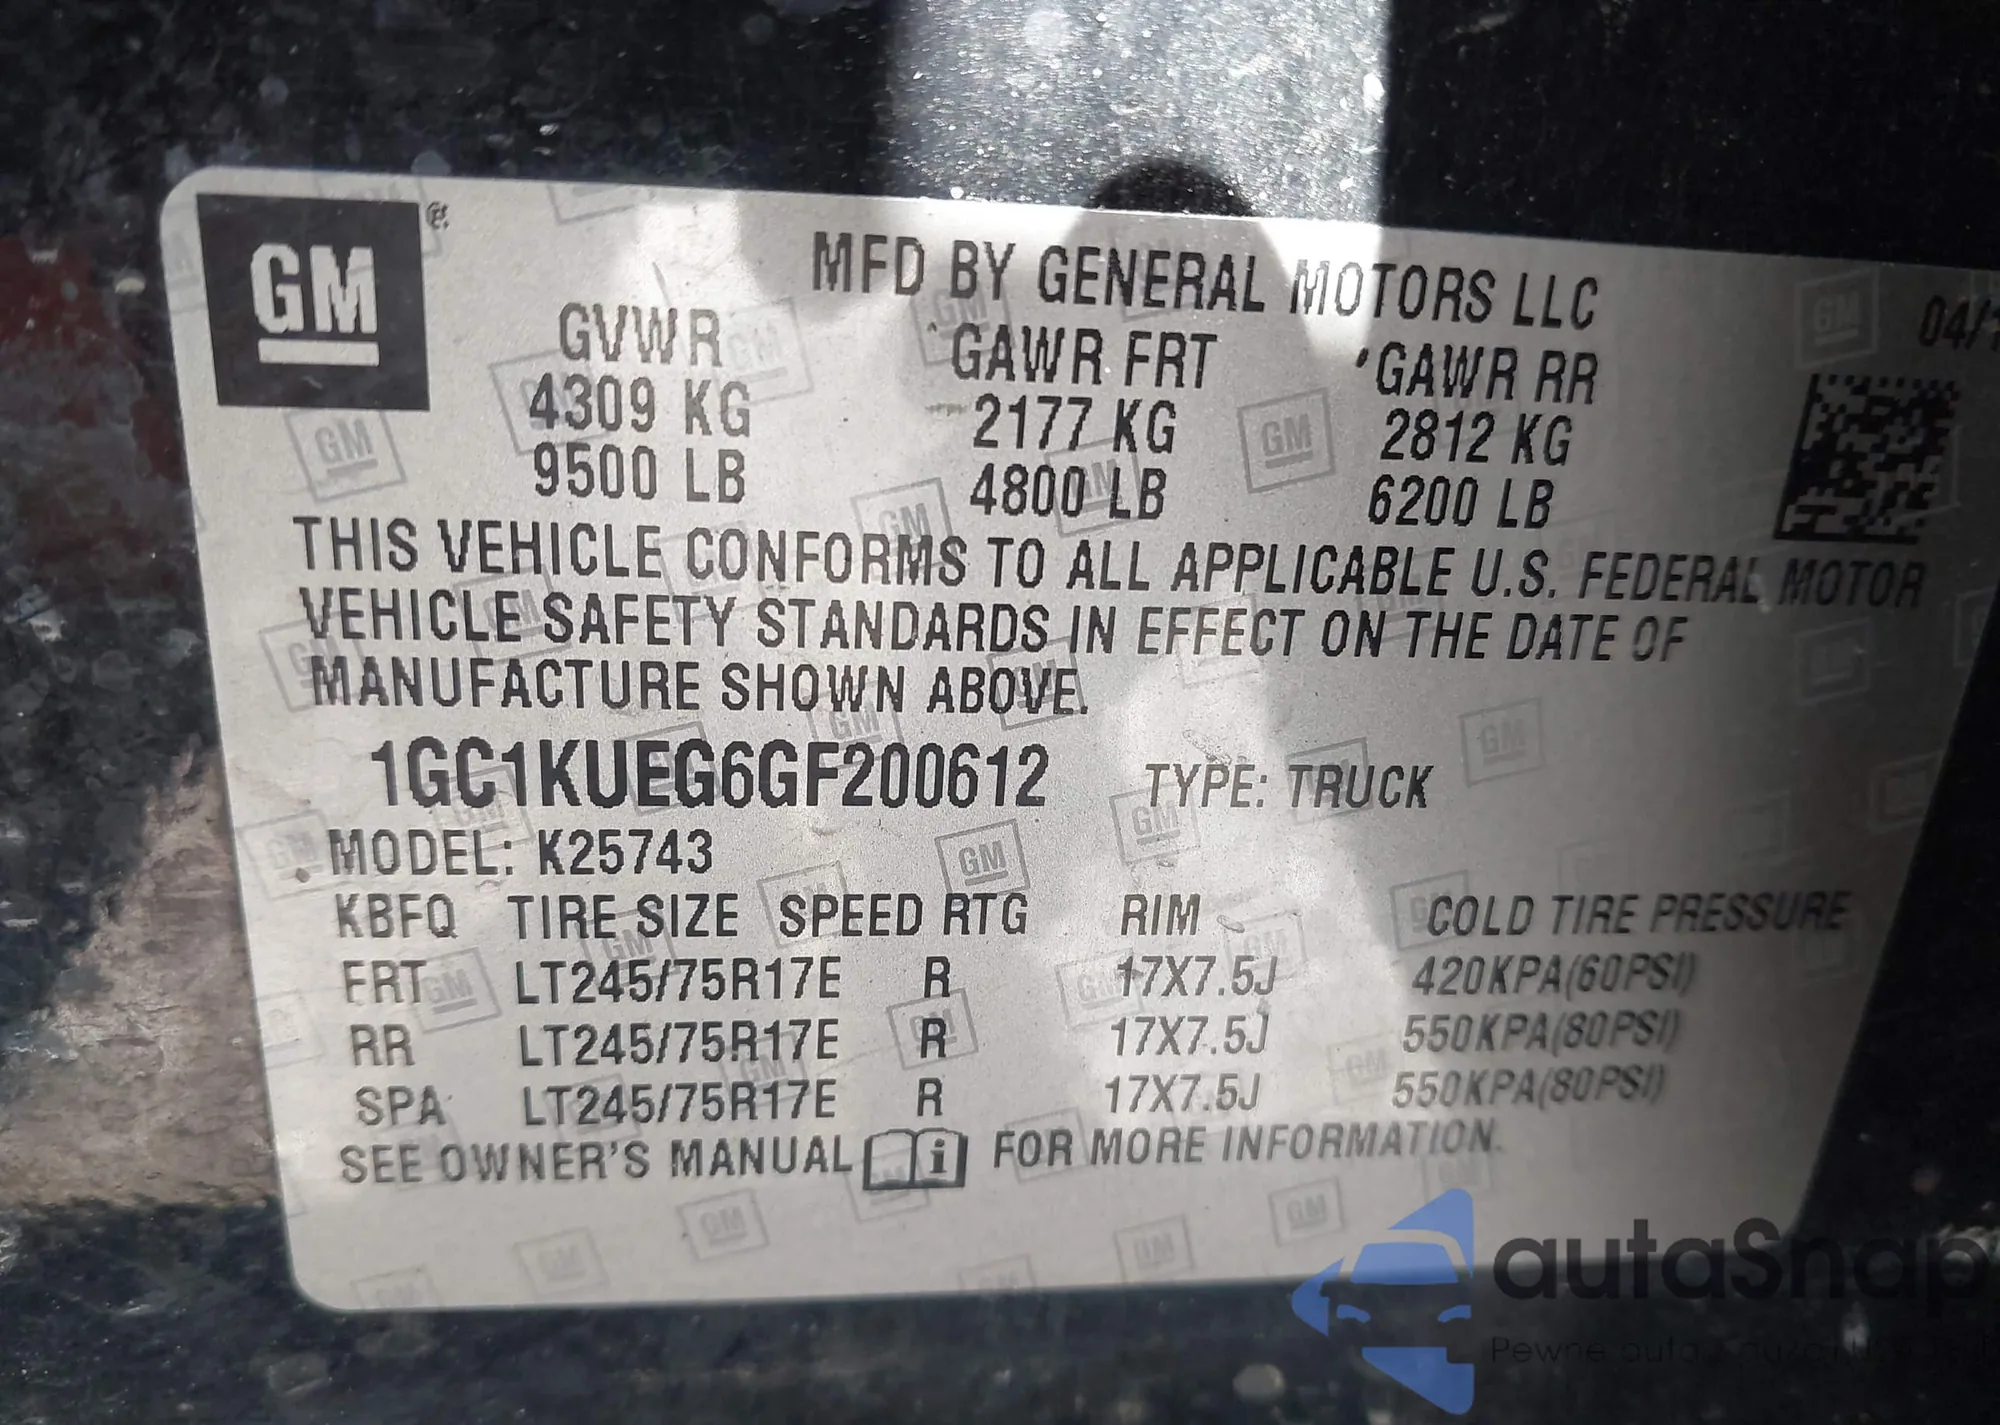 GM
MFD BY GENERAL MOTORS LLC
04/1
GVWR GAWR FRT GAWR RR
4309 KG 2177 KG 2812 KG
9500 LB 4800 LB 6200 LB
THIS VEHICLE CONFORMS TO ALL APPLICABLE U.S. FEDERAL MOTOR
VEHICLE SAFETY STANDARDS IN EFFECT ON THE DATE OF
MANUFACTURE SHOWN ABOVE.
1GC1KUEG6GF200612 TYPE: TRUCK
MODEL: K25743
KBFQ TIRE SIZE SPEED RTG RIM COLD TIRE PRESSURE
FRT LT245/75R17E R 17X7.5J 420KPA(60PSI)
RR LT245/75R17E R 17X7.5J 550KPA(80PSI)
SPA LT245/75R17E R 17X7.5J 550KPA(80PSI)
SEE OWNER'S MANUAL i FOR MORE INFORMATION.
autaSnap
Pewne auta